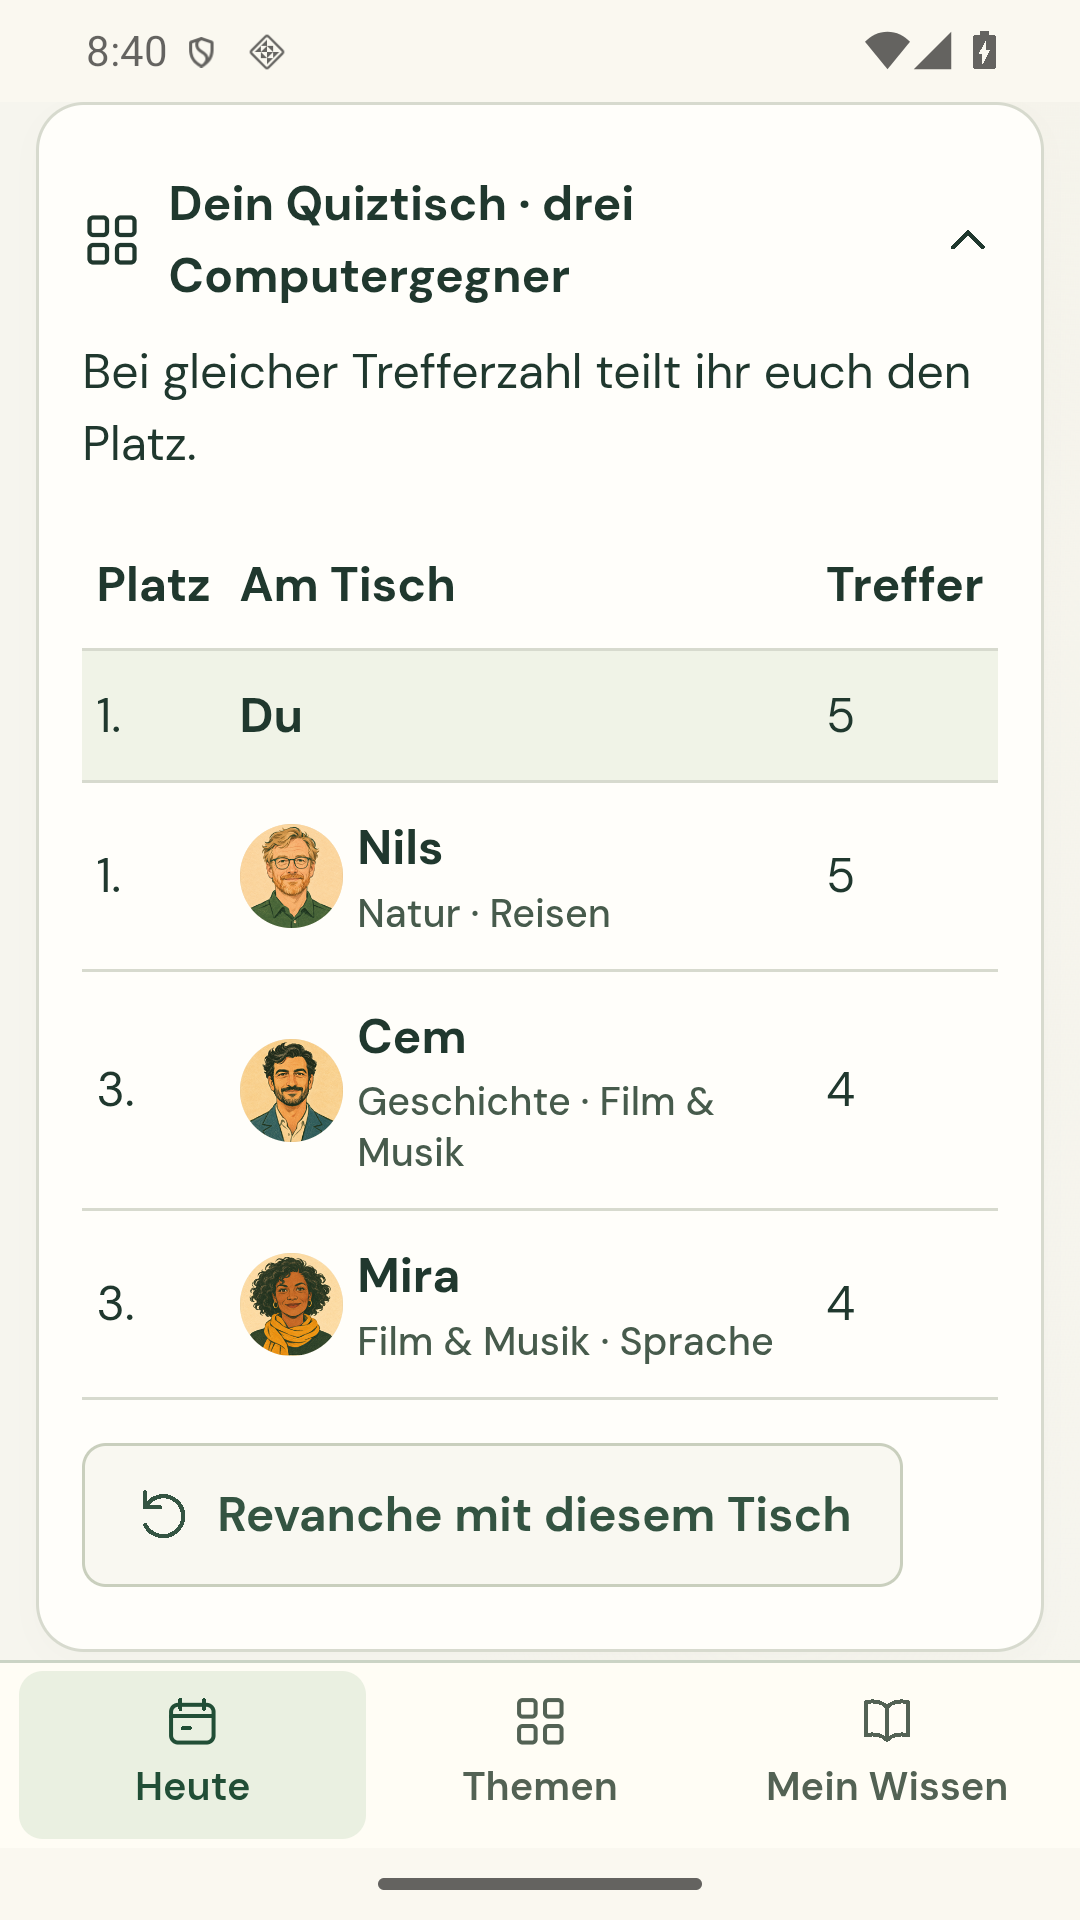 8:40
Dein Quiztisch · drei
Computergegner
Bei gleicher Trefferzahl teilt ihr euch den
Platz.
Platz Am Tisch Treffer
1. Du 5
1. Nils 5
Natur · Reisen
3. Cem 4
Geschichte · Film &
Musik
3. Mira 4
Film & Musik · Sprache
Revanche mit diesem Tisch
Heute Themen Mein Wissen